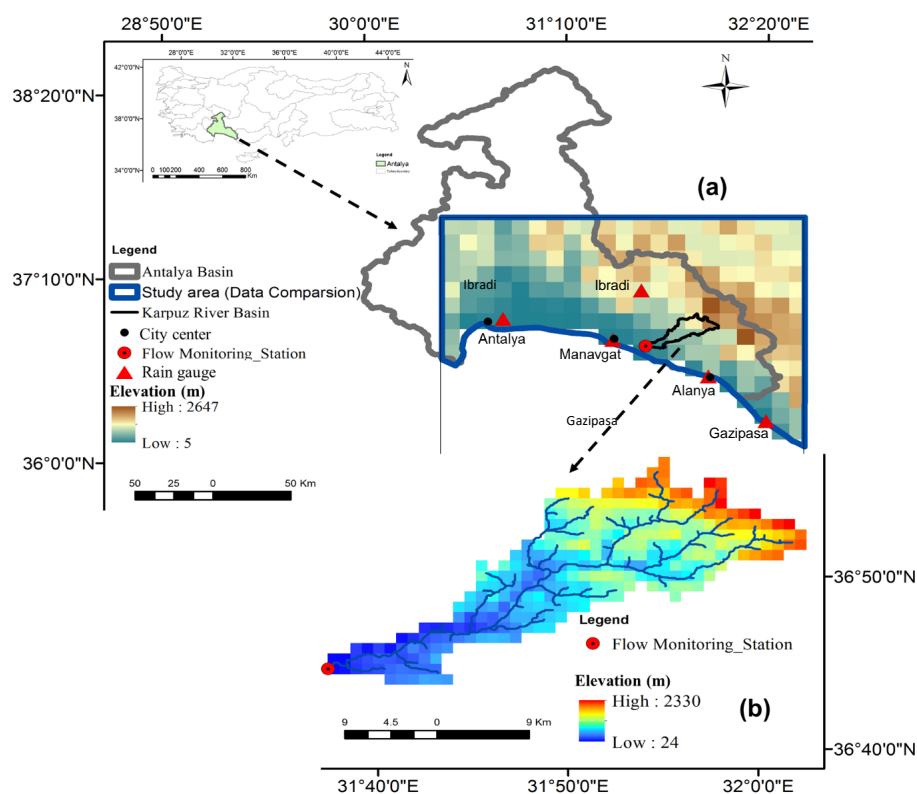 28°50'0"E 30°0'0"E 31°10'0"E 32°20'0"E
28°0'0"E 32°0'0"E 36°0'0"E 40°0'0"E 44°0'0"E
42°0'0"N
38°0'0"N
34°0'0"N
N
Legend
Antalya
0 100200 400 600 800
Km
N
38°20'0"N
37°10'0"N
36°0'0"N
(a)
Legend
Antalya Basin
Study area (Data Comparsion)
Karpuz River Basin
City center
Flow Monitoring_Station
Rain gauge
Elevation (m)
High : 2647
Low : 5
50 25 0 50 Km
Ibradi
Ibradi
Antalya
Manavgat
Alanya
Gazipasa
Gazipasa
Legend
Flow Monitoring_Station
Elevation (m)
High : 2330
Low : 24
(b)
9 4.5 0 9 Km
36°50'0"N
36°40'0"N
31°40'0"E 31°50'0"E 32°0'0"E